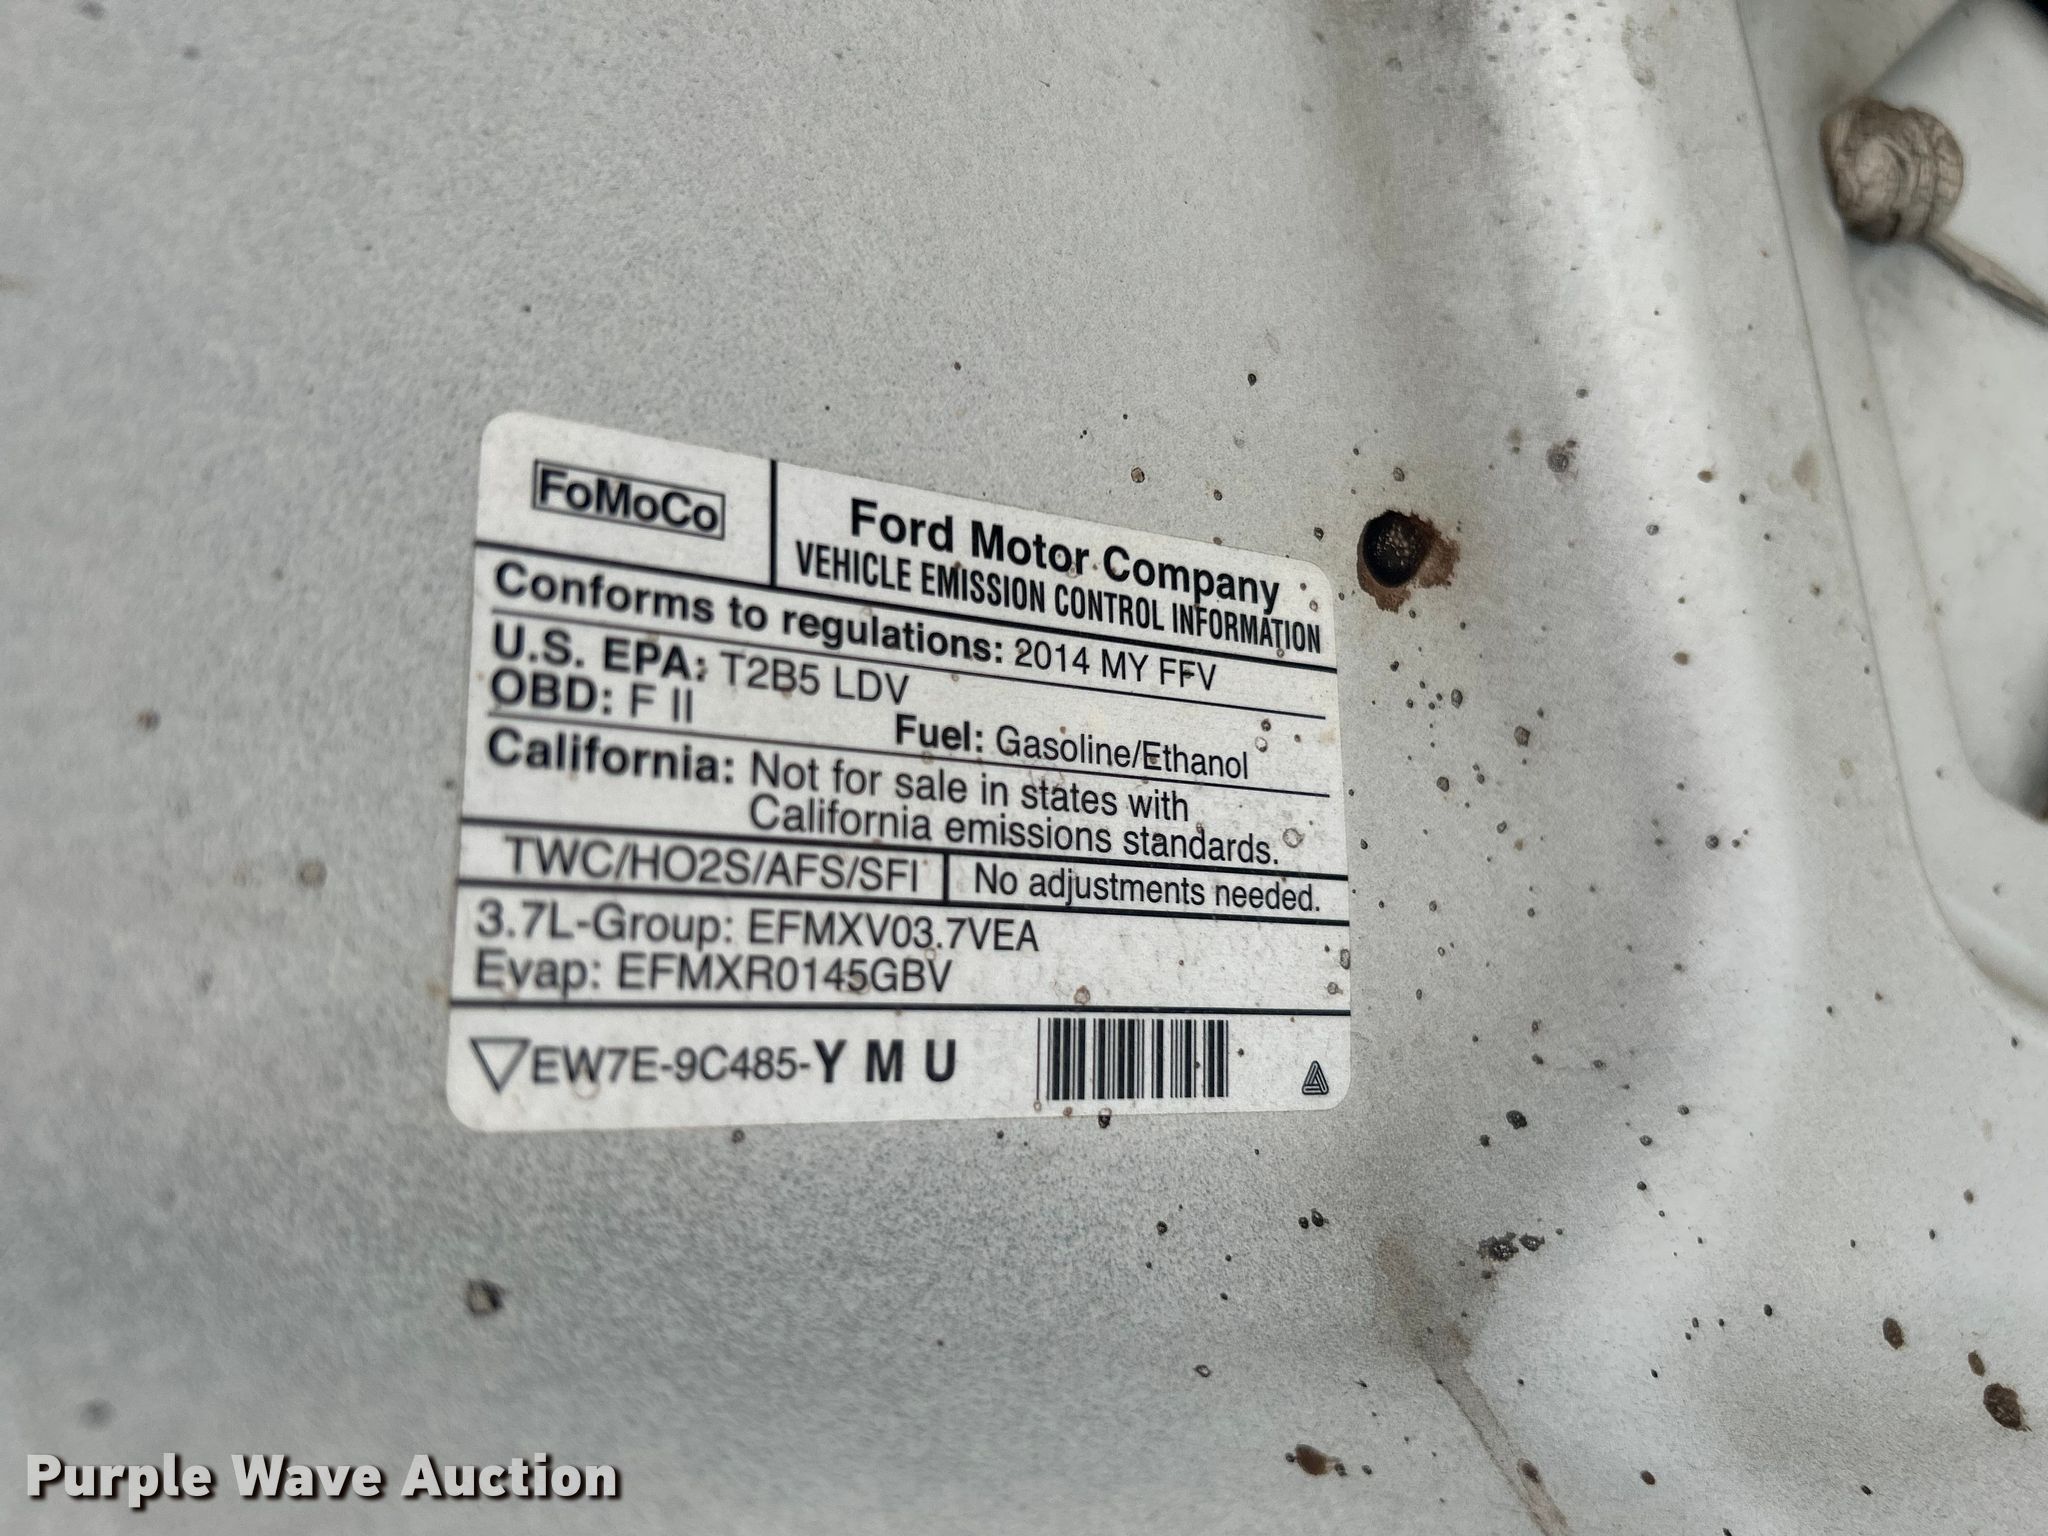 FoMoCo
Ford Motor Company
VEHICLE EMISSION CONTROL INFORMATION
Conforms to regulations: 2014 MY FFV
U.S. EPA: T2B5 LDV
OBD: F II
Fuel: Gasoline/Ethanol
California: Not for sale in states with
California emissions standards.
TWC/HO2S/AFS/SFI
No adjustments needed.
3.7L-Group: EFMXV03.7VEA
Evap: EFMXR0145GBV
EW7E-9C485-Y M U
Purple Wave Auction